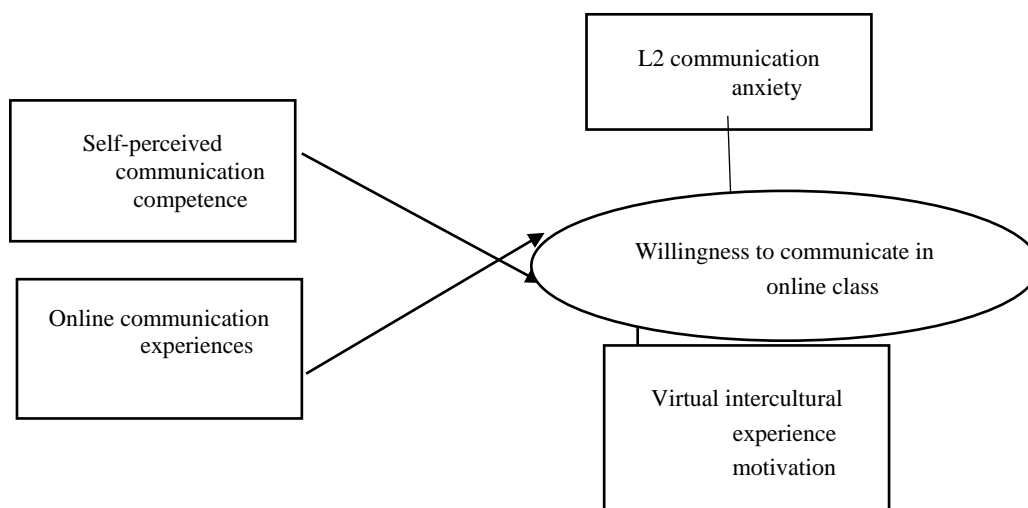 L2 communication
anxiety
Self-perceived
communication
competence
Willingness to communicate in
online class
Online communication
experiences
Virtual intercultural
experience
motivation